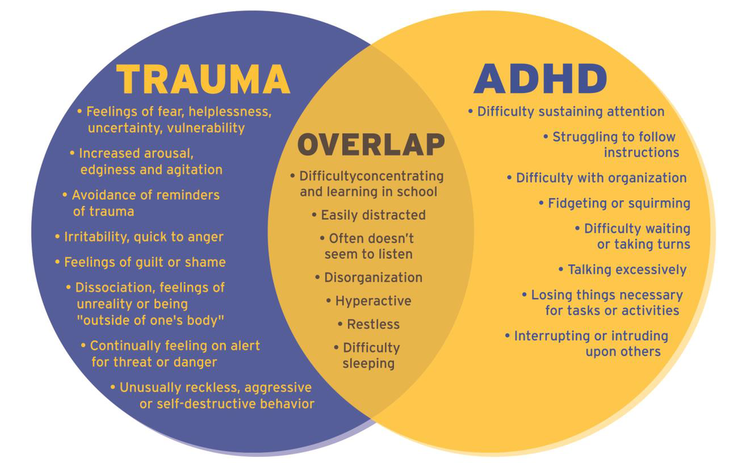 TRAUMA
• Feelings of fear, helplessness,
uncertainty, vulnerability
• Increased arousal,
edginess and agitation
• Avoidance of reminders
of trauma
• Irritability, quick to anger
• Feelings of guilt or shame
• Dissociation, feelings of
unreality or being
"outside of one's body"
• Continually feeling on alert
for threat or danger
• Unusually reckless, aggressive
or self-destructive behavior
OVERLAP
• Difficultyconcentrating
and learning in school
• Easily distracted
• Often doesn't
seem to listen
• Disorganization
• Hyperactive
• Restless
• Difficulty
sleeping
ADHD
• Difficulty sustaining attention
• Struggling to follow
instructions
• Difficulty with organization
• Fidgeting or squirming
• Difficulty waiting
or taking turns
• Talking excessively
• Losing things necessary
for tasks or activities
• Interrupting or intruding
upon others